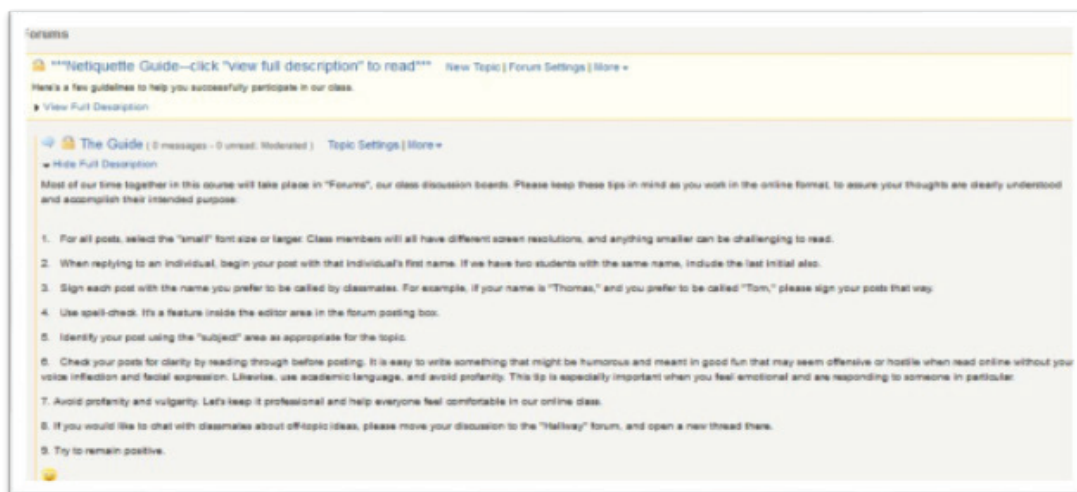 Forums
***Netiquette Guide--click "view full description" to read*** New Topic | Forum Settings | More
Here's a few guidelines to help you successfully participate in our class.
View Full Description
The Guide ( 0 messages - 0 unread. Moderated ) Topic Settings | More
Hide Full Description
Most of our time together in this course will take place in "Forums", our class discussion boards. Please keep these tips in mind as you work in the online format, to assure your thoughts are clearly understood
and accomplish their intended purpose:
1. For all posts, select the "small" font size or larger. Class members will all have different screen resolutions, and anything smaller can be challenging to read.
2. When replying to an individual, begin your post with that individual's first name. If we have two students with the same name, include the last initial also.
3. Sign each post with the name you prefer to be called by classmates. For example, if your name is "Thomas," and you prefer to be called "Tom," please sign your posts that way.
4. Use spell-check. It's a feature inside the editor area in the forum posting box.
5. Identify your post using the "subject" area as appropriate for the topic.
6. Check your posts for clarity by reading through before posting. It is easy to write something that might be humorous and meant in good fun that may seem offensive or hostile when read online without your
voice inflection and facial expression. Likewise, use academic language, and avoid profanity. This tip is especially important when you feel emotional and are responding to someone in particular.
7. Avoid profanity and vulgarity. Let's keep it professional and help everyone feel comfortable in our online class.
8. If you would like to chat with classmates about off-topic ideas, please move your discussion to the "Hallway" forum, and open a new thread there.
9. Try to remain positive.